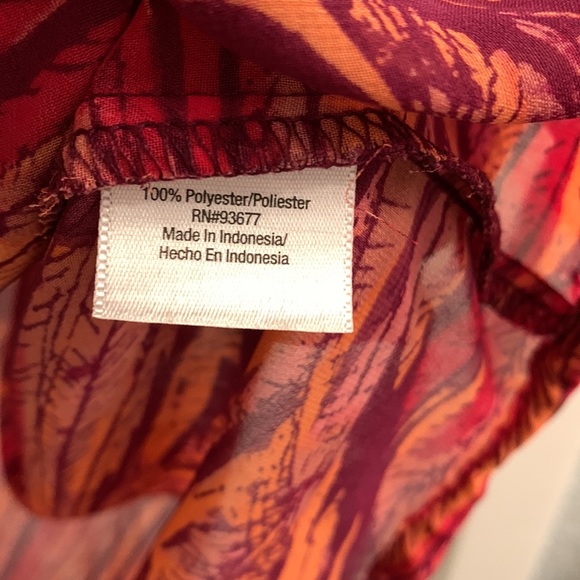 100% Polyester/Poliester
RN#93677
Made In Indonesia/
Hecho En Indonesia